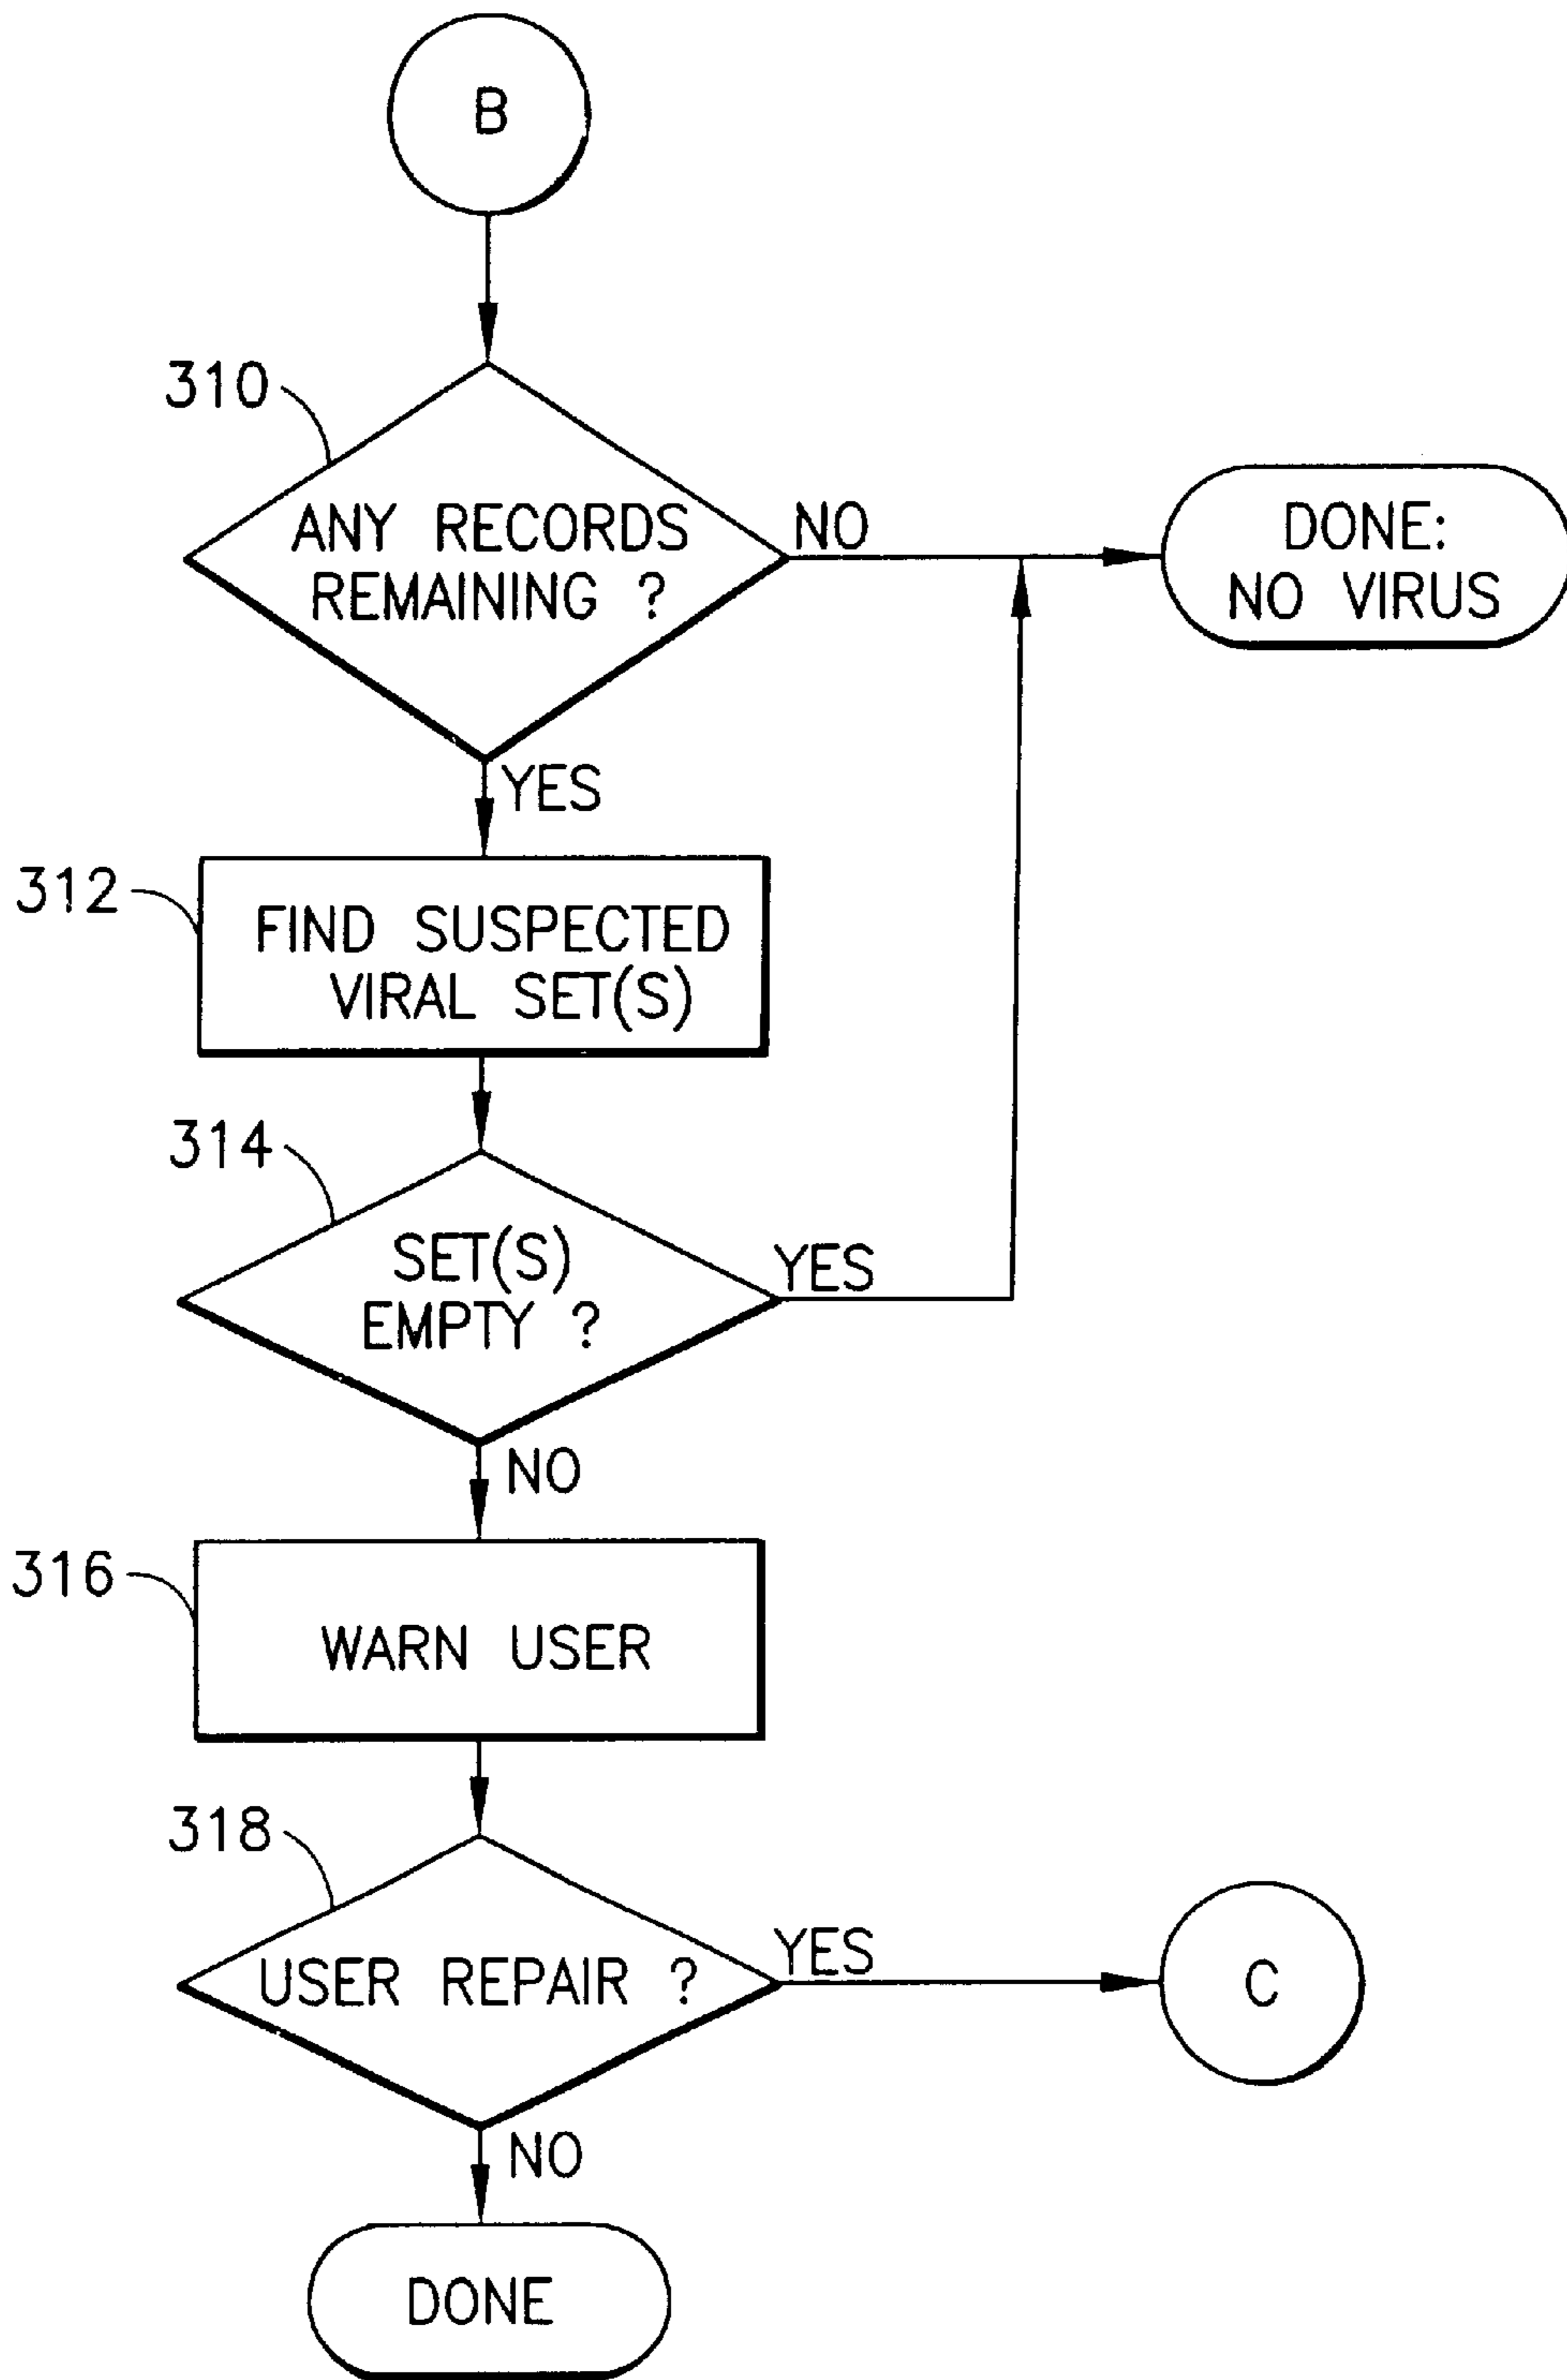 B
310
ANY RECORDS
REMAINING ?
NO
DONE:
NO VIRUS
YES
312
FIND SUSPECTED
VIRAL SET(S)
314
SET(S)
EMPTY ?
YES
NO
316
WARN USER
318
USER REPAIR ?
YES
C
NO
DONE